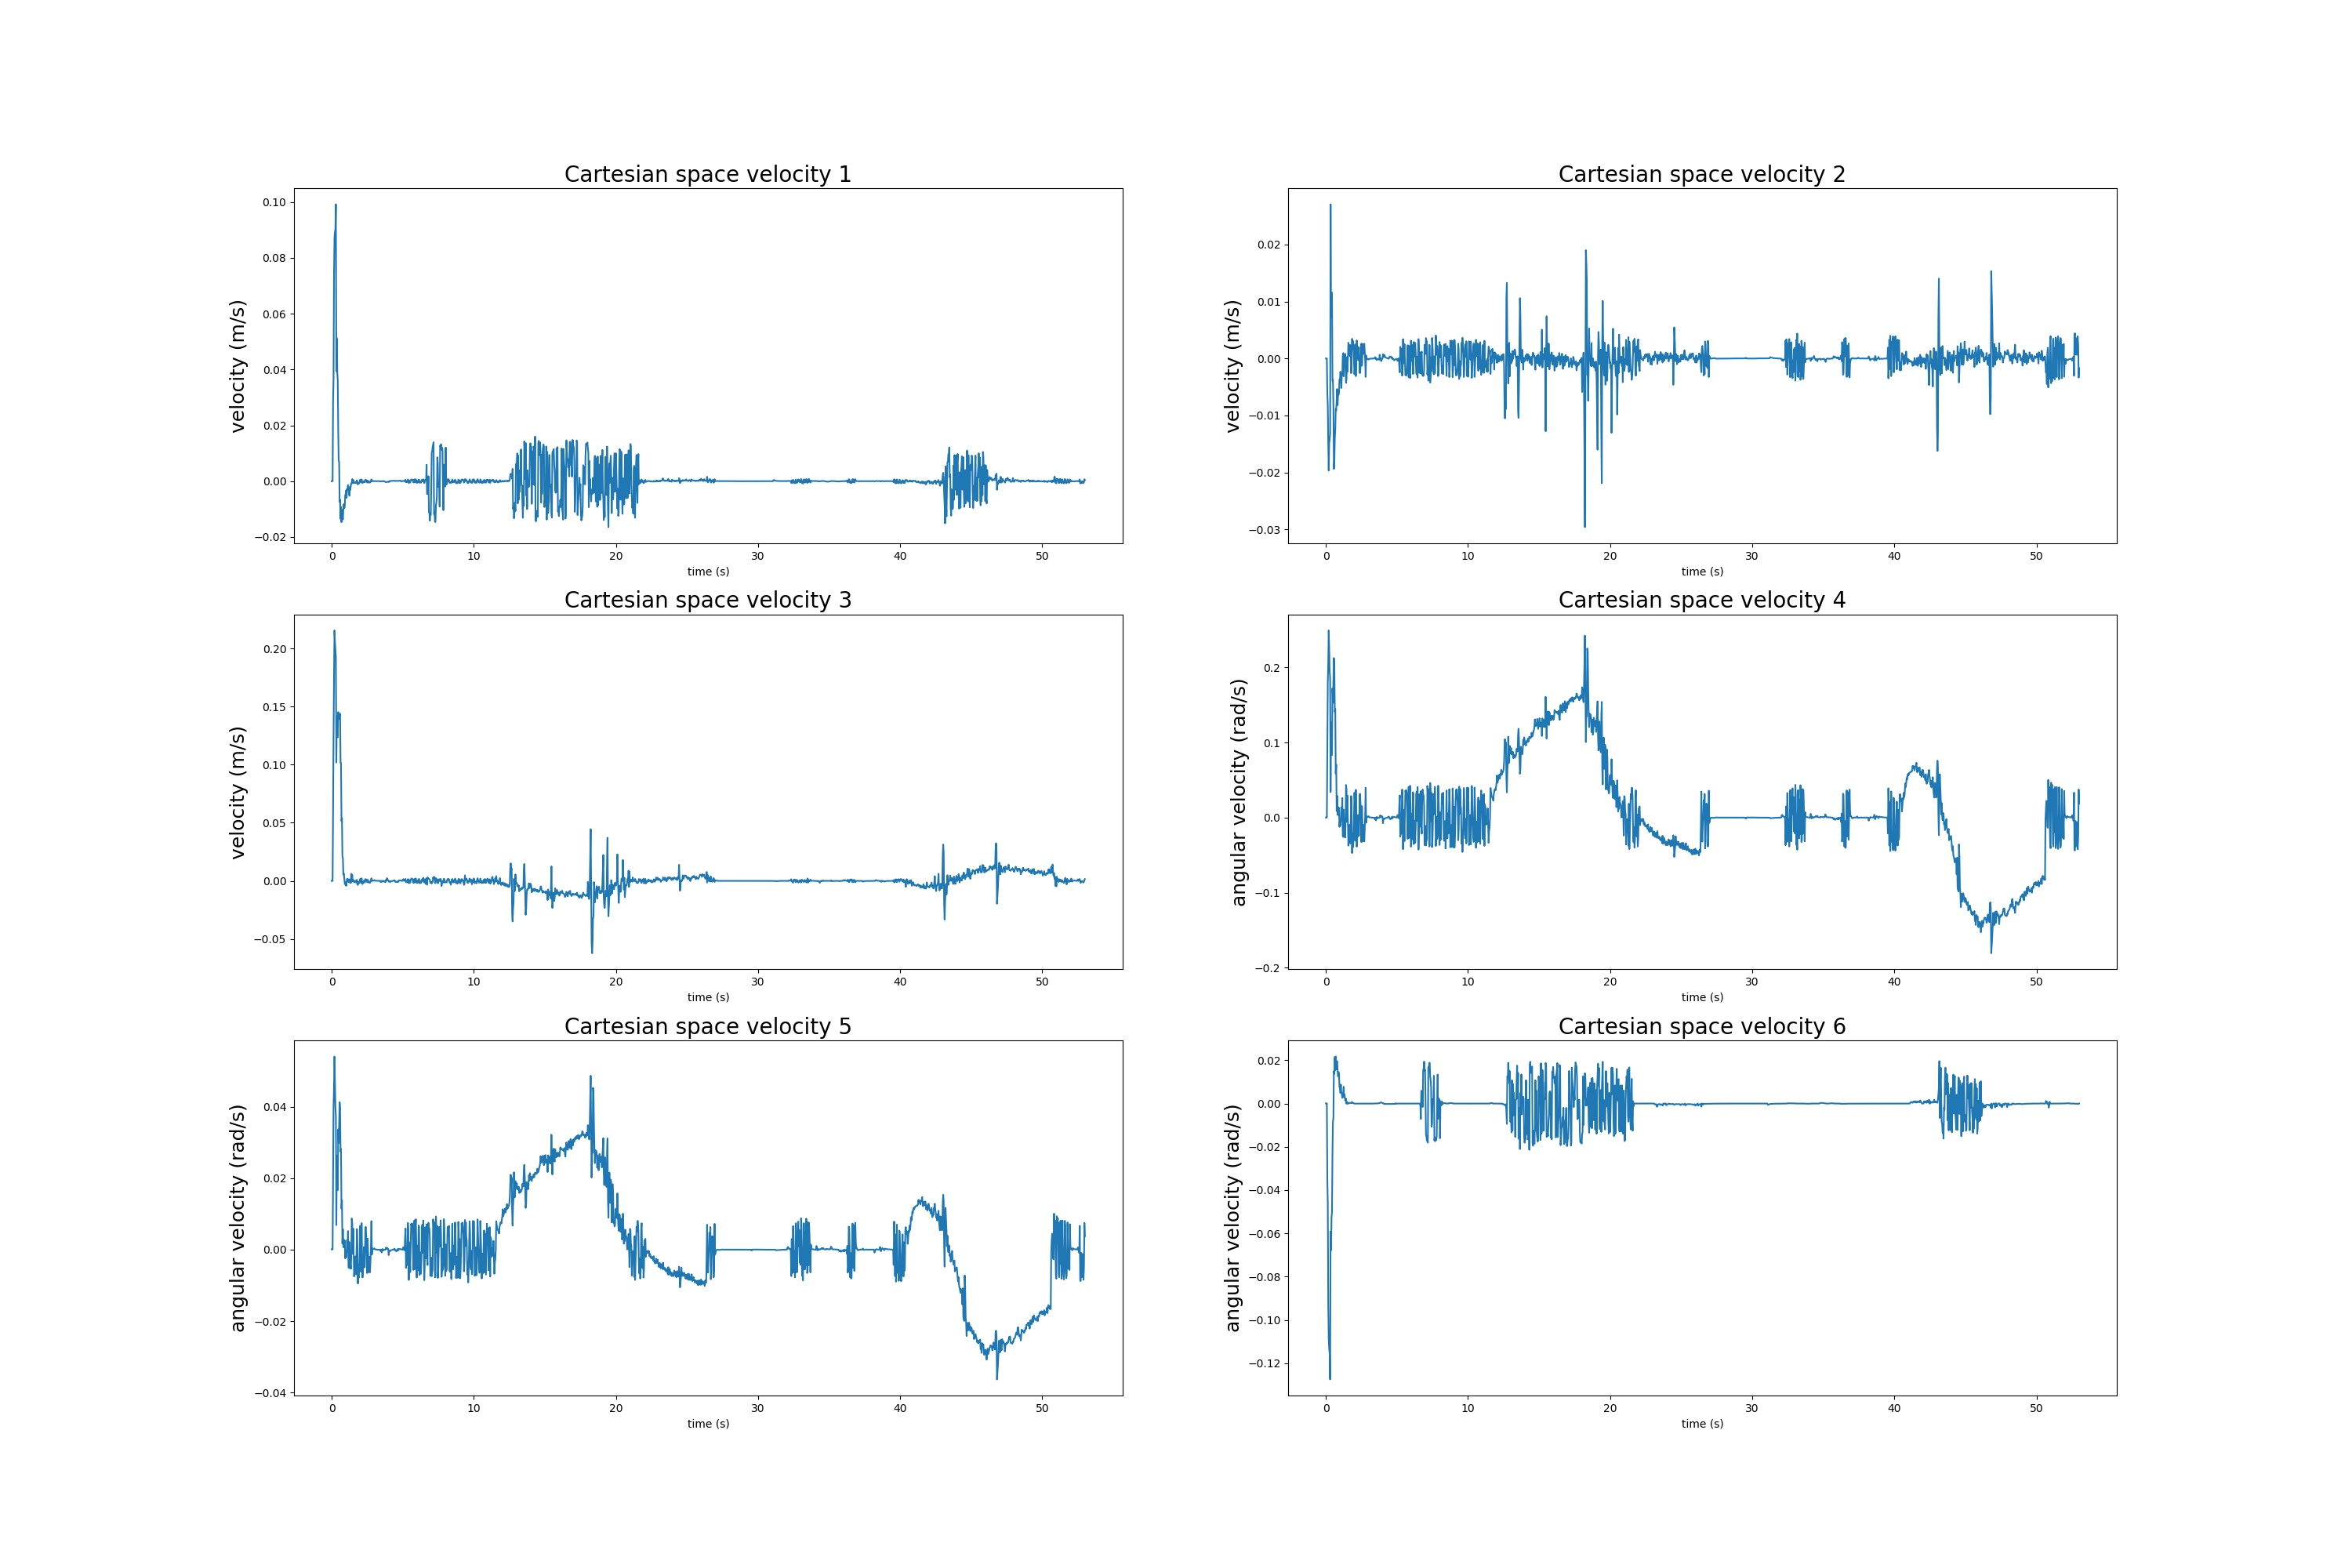 Cartesian space velocity 1
velocity (m/s)
0.10
0.08
0.06
0.04
0.02
0.00
−0.02
0 10 20 30 40 50
time (s)
Cartesian space velocity 2
velocity (m/s)
0.02
0.01
0.00
−0.01
−0.02
−0.03
0 10 20 30 40 50
time (s)
Cartesian space velocity 3
velocity (m/s)
0.20
0.15
0.10
0.05
0.00
−0.05
0 10 20 30 40 50
time (s)
Cartesian space velocity 4
angular velocity (rad/s)
0.2
0.1
0.0
−0.1
−0.2
0 10 20 30 40 50
time (s)
Cartesian space velocity 5
angular velocity (rad/s)
0.04
0.02
0.00
−0.02
−0.04
0 10 20 30 40 50
time (s)
Cartesian space velocity 6
angular velocity (rad/s)
0.02
0.00
−0.02
−0.04
−0.06
−0.08
−0.10
−0.12
0 10 20 30 40 50
time (s)